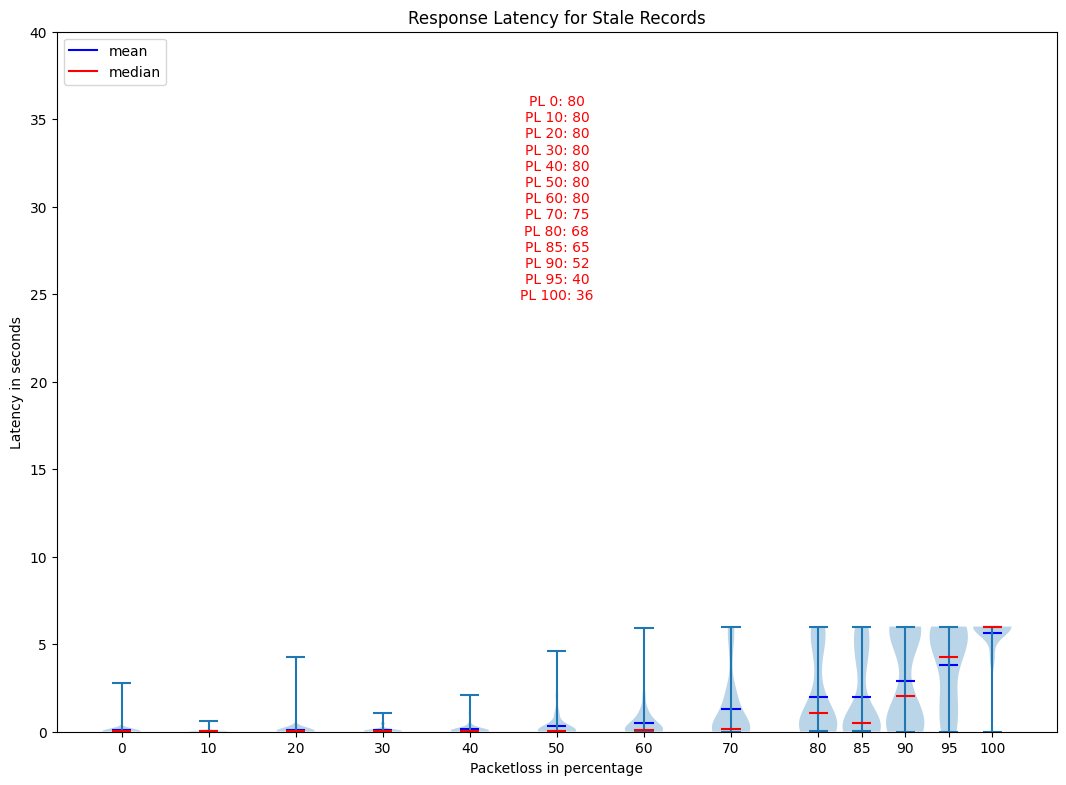 Response Latency for Stale Records
mean
median
PL 0: 80
PL 10: 80
PL 20: 80
PL 30: 80
PL 40: 80
PL 50: 80
PL 60: 80
PL 70: 75
PL 80: 68
PL 85: 65
PL 90: 52
PL 95: 40
PL 100: 36
Latency in seconds
40
35
30
25
20
15
10
5
0
0 10 20 30 40 50 60 70 80 85 90 95 100
Packetloss in percentage